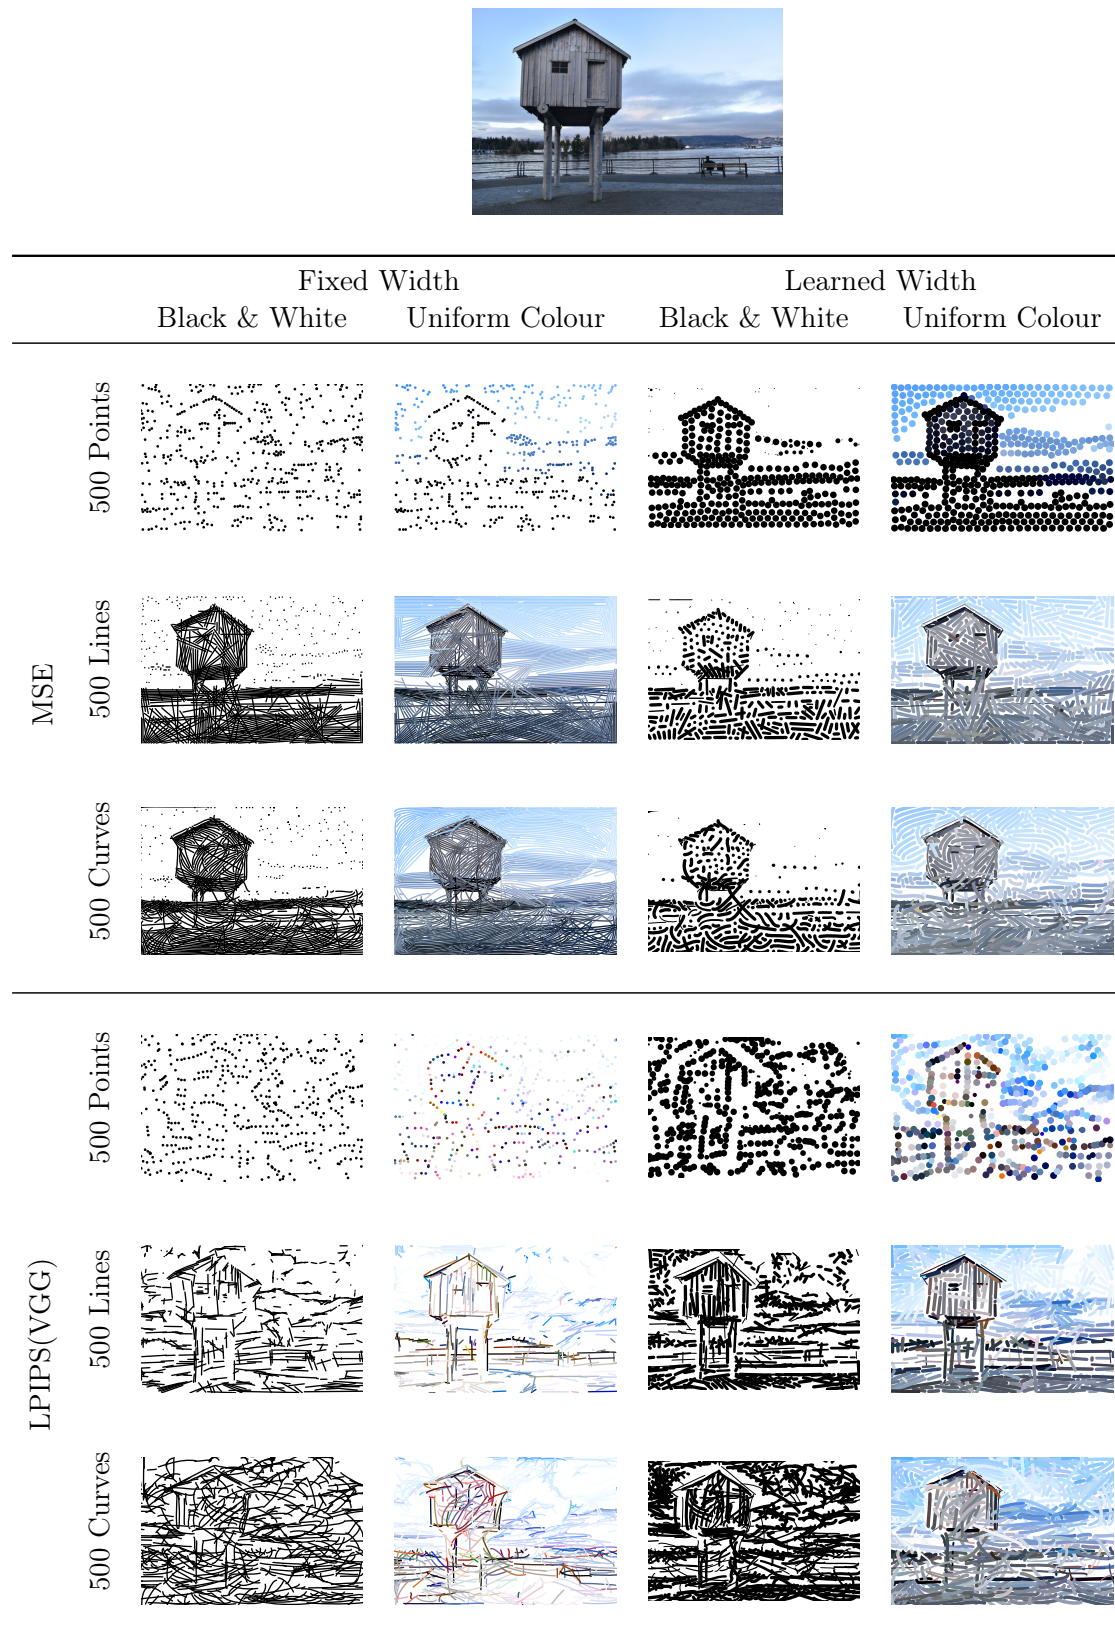 Fixed Width Learned Width
Black & White Uniform Colour Black & White Uniform Colour
MSE
500 Points
500 Lines
500 Curves
LPIPS(VGG)
500 Points
500 Lines
500 Curves